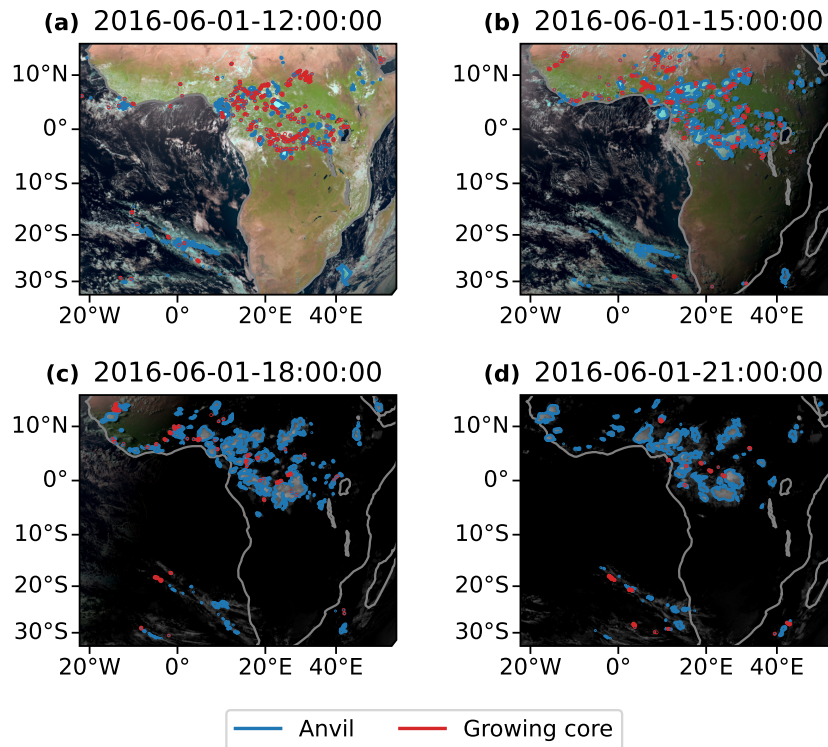 (a) 2016-06-01-12:00:00
(b) 2016-06-01-15:00:00
10°N
0°
10°S
20°S
30°S
20°W 0° 20°E 40°E
10°N
0°
10°S
20°S
30°S
20°W 0° 20°E 40°E
(c) 2016-06-01-18:00:00
(d) 2016-06-01-21:00:00
10°N
0°
10°S
20°S
30°S
20°W 0° 20°E 40°E
10°N
0°
10°S
20°S
30°S
20°W 0° 20°E 40°E
Anvil Growing core